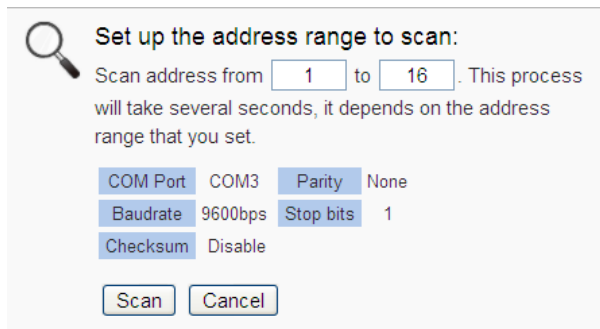 Set up the address range to scan:
Scan address from 1 to 16 . This process
will take several seconds, it depends on the address
range that you set.
COM Port COM3 Parity None
Baudrate 9600bps Stop bits 1
Checksum Disable
Scan Cancel